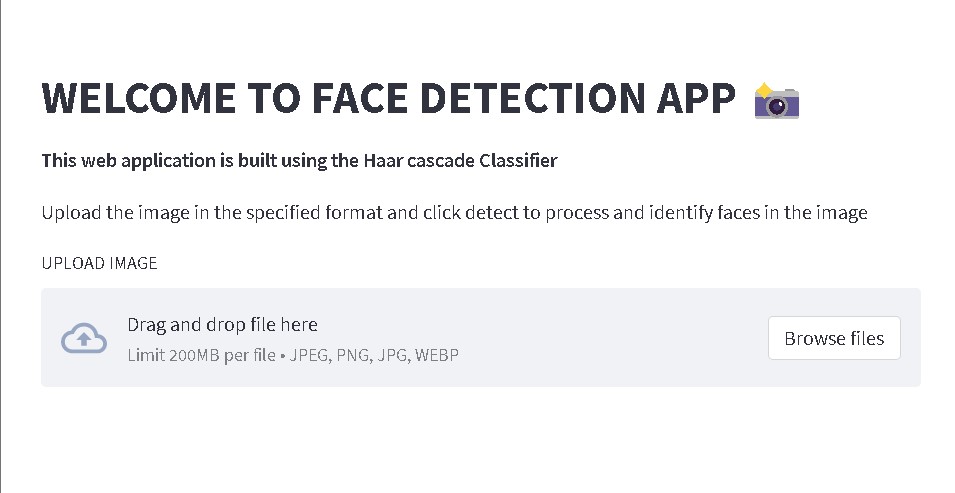 WELCOME TO FACE DETECTION APP 📸
This web application is built using the Haar cascade Classifier
Upload the image in the specified format and click detect to process and identify faces in the image
UPLOAD IMAGE
Drag and drop file here
Limit 200MB per file • JPEG, PNG, JPG, WEBP
Browse files